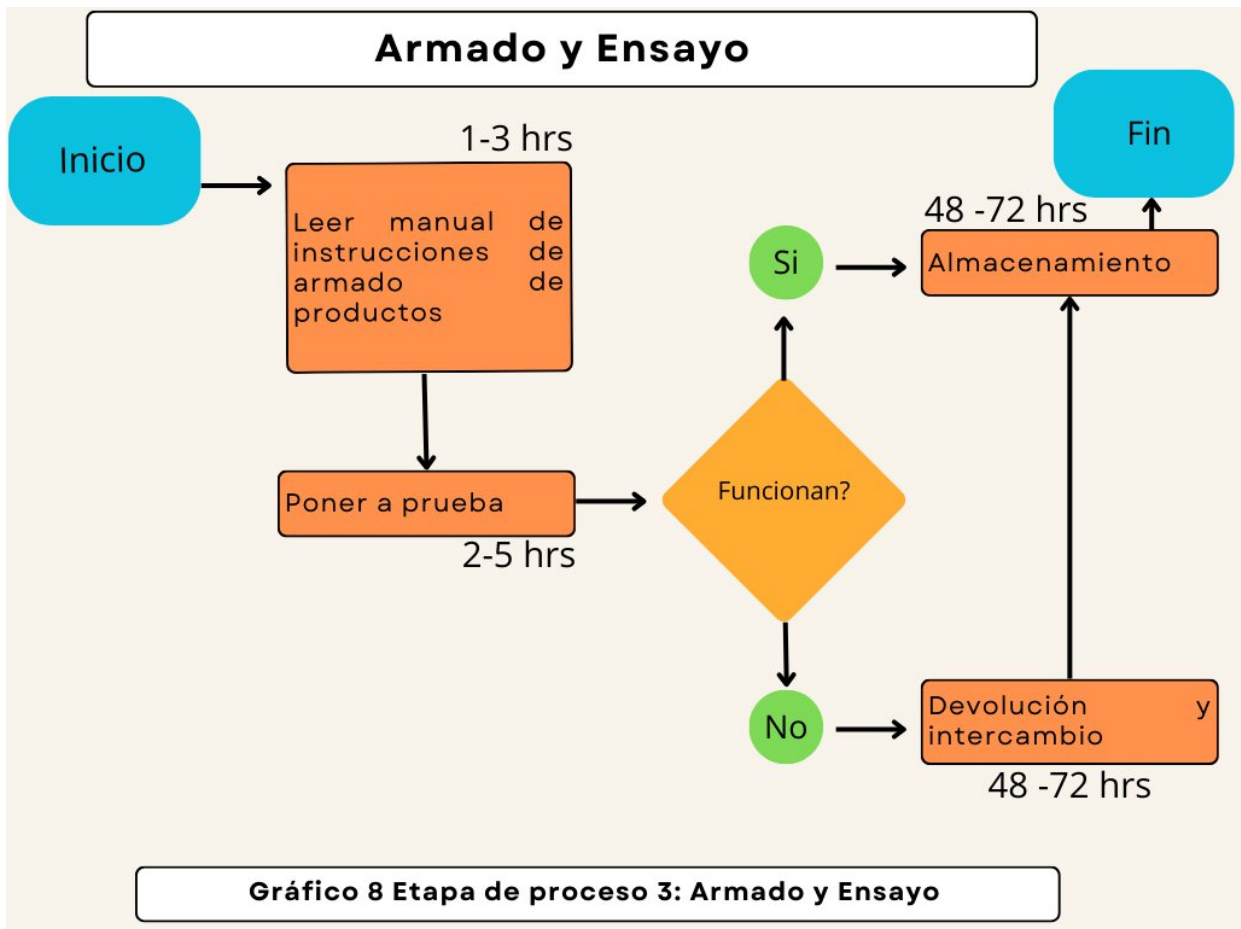 Armado y Ensayo
Inicio
1-3 hrs
Leer manual de
instrucciones de
armado de
productos
Poner a prueba
2-5 hrs
Funcionan?
Si
48 -72 hrs
Almacenamiento
Fin
No
Devolución y
intercambio
48 -72 hrs
Gráfico 8 Etapa de proceso 3: Armado y Ensayo